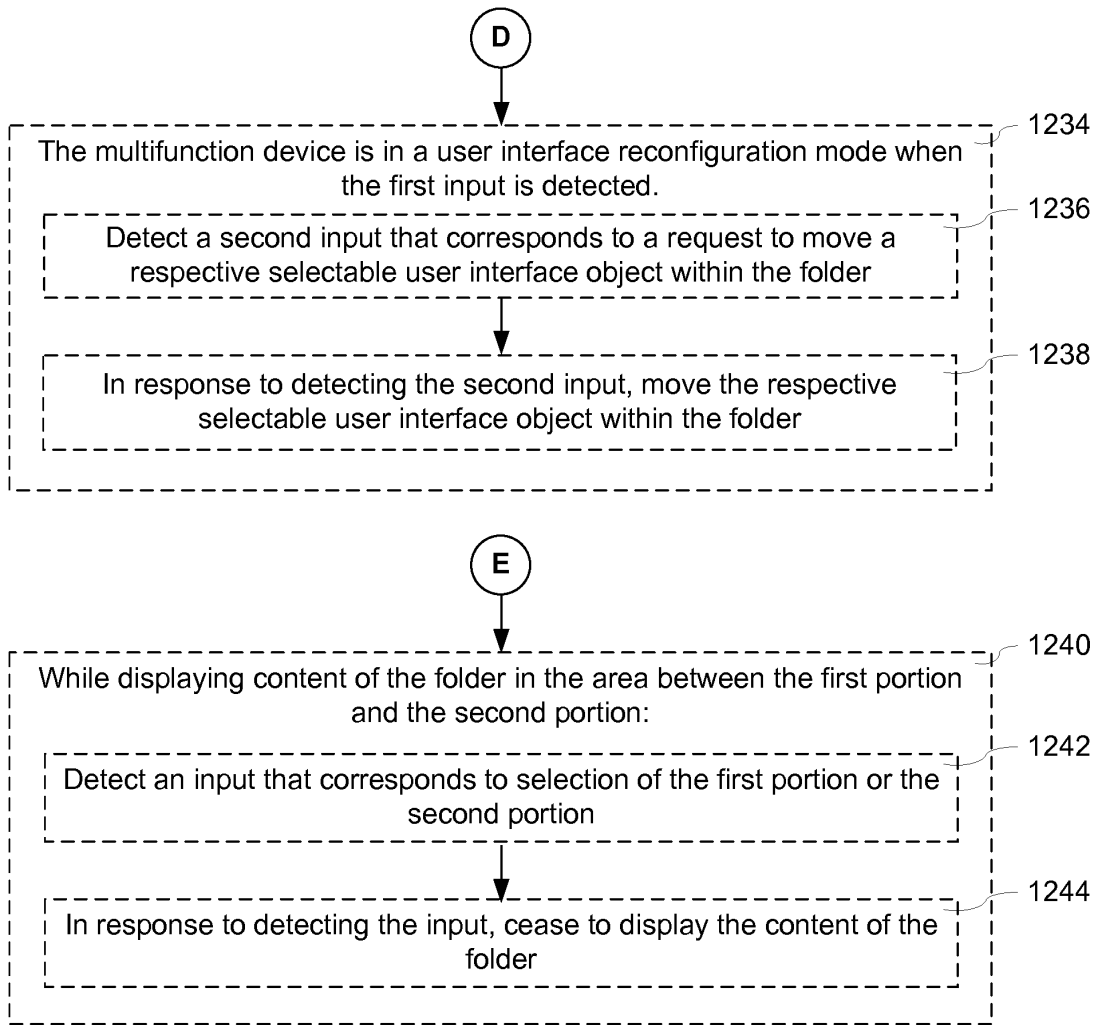 D
1234
The multifunction device is in a user interface reconfiguration mode when
the first input is detected.
1236
Detect a second input that corresponds to a request to move a
respective selectable user interface object within the folder
1238
In response to detecting the second input, move the respective
selectable user interface object within the folder
E
1240
While displaying content of the folder in the area between the first portion
and the second portion:
1242
Detect an input that corresponds to selection of the first portion or the
second portion
1244
In response to detecting the input, cease to display the content of the
folder